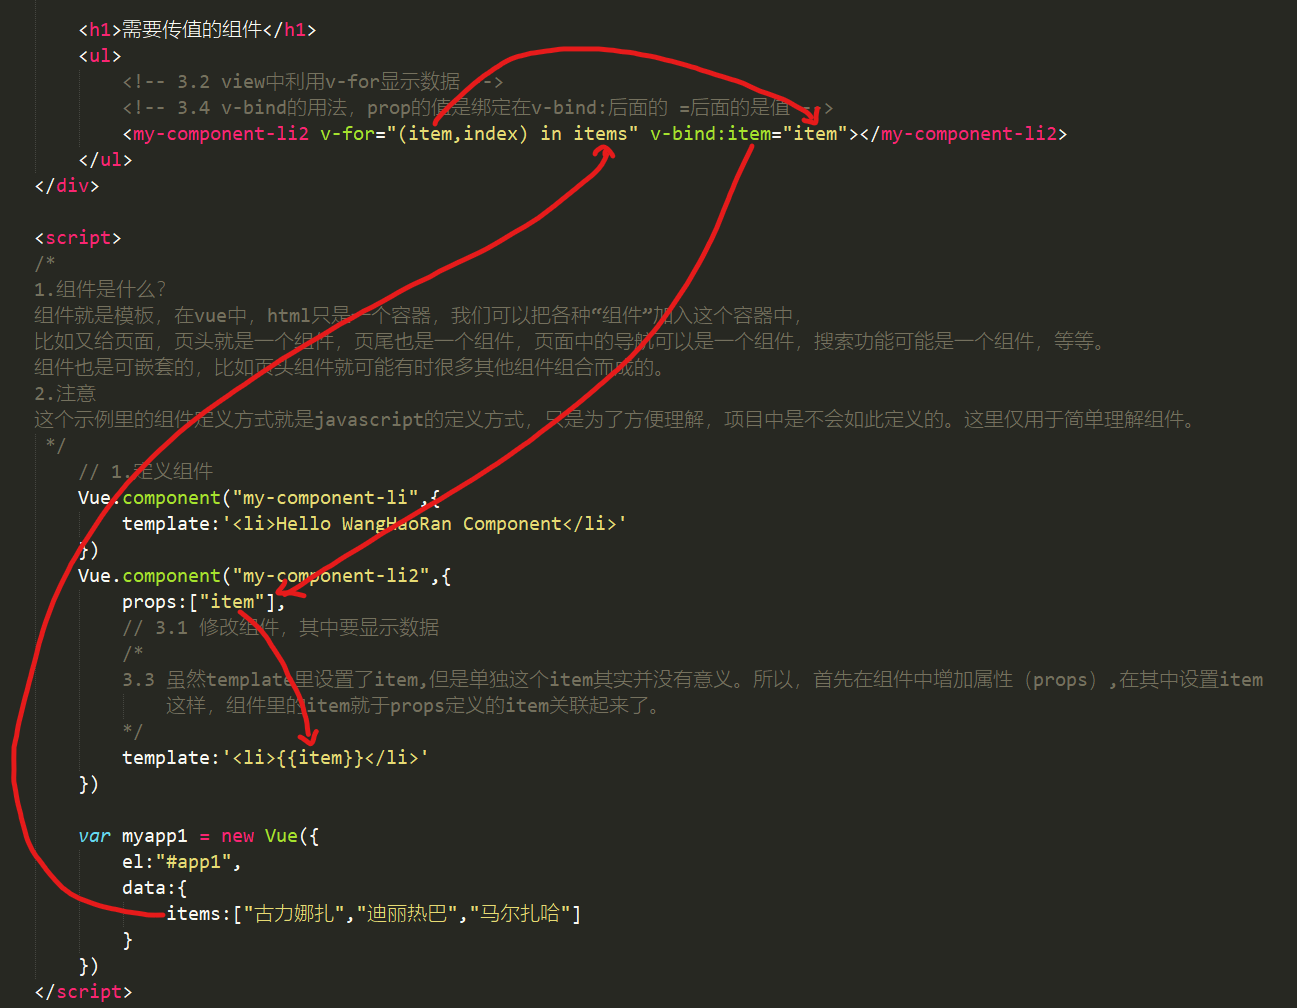 <h1>需要传值的组件</h1>
<ul>
<!-- 3.2 view中利用v-for显示数据 -->
<!-- 3.4 v-bind的用法，prop的值是绑定在v-bind:后面的 =后面的是值 -->
<my-component-li2 v-for="(item,index) in items" v-bind:item="item"></my-component-li2>
</ul>
</div>
<script>
/*
1.组件是什么？
组件就是模板，在vue中，html只是一个容器，我们可以把各种“组件”加入这个容器中，
比如又给页面，页头就是一个组件，页尾也是一个组件，页面中的导航可以是一个组件，搜索功能可能是一个组件，等等。
组件也是可嵌套的，比如页头组件就可能有时很多其他组件组合而成的。
2.注意
这个示例里的组件定义方式就是javascript的定义方式，只是为了方便理解，项目中是不会如此定义的。这里仅用于简单理解组件。
*/
// 1.定义组件
Vue.component("my-component-li",{
template:'<li>Hello WangHaoRan Component</li>'
})
Vue.component("my-component-li2",{
props:["item"],
// 3.1 修改组件，其中要显示数据
/*
3.3 虽然template里设置了item,但是单独这个item其实并没有意义。所以，首先在组件中增加属性（props）,在其中设置item
这样，组件里的item就于props定义的item关联起来了。
*/
template:'<li>{{item}}</li>'
})
var myapp1 = new Vue({
el:"#app1",
data:{
items:["古力娜扎","迪丽热巴","马尔扎哈"]
}
})
</script>